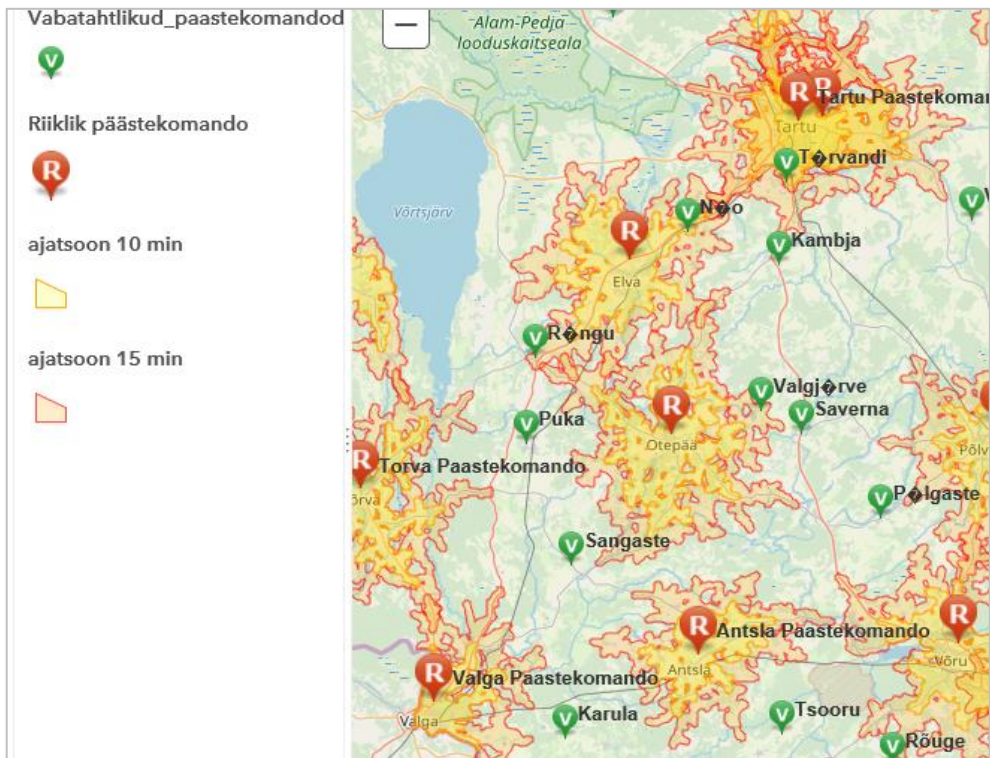 Vabatahtlikud_paastekomandod
V
Riiklik päästekomando
R
ajatsoon 10 min
ajatsoon 15 min
−
Alam-Pedja
looduskaitseala
R
R
Tartu Paastekoman
Tartu
V
T�rvandi
V
V
Võrtsjärv
V
N�o
R
V
Kambja
Elva
V
R�ngu
V
Valgj�rve
V
Saverna
R
V
Puka
Otepää
Põlv
R
Torva Paastekomando
õrva
V
P�lgaste
V
Sangaste
R
Antsla Paastekomando
R
Võru
Antsla
R
Valga Paastekomando
Valga
V
Karula
V
Tsooru
V
Rõuge